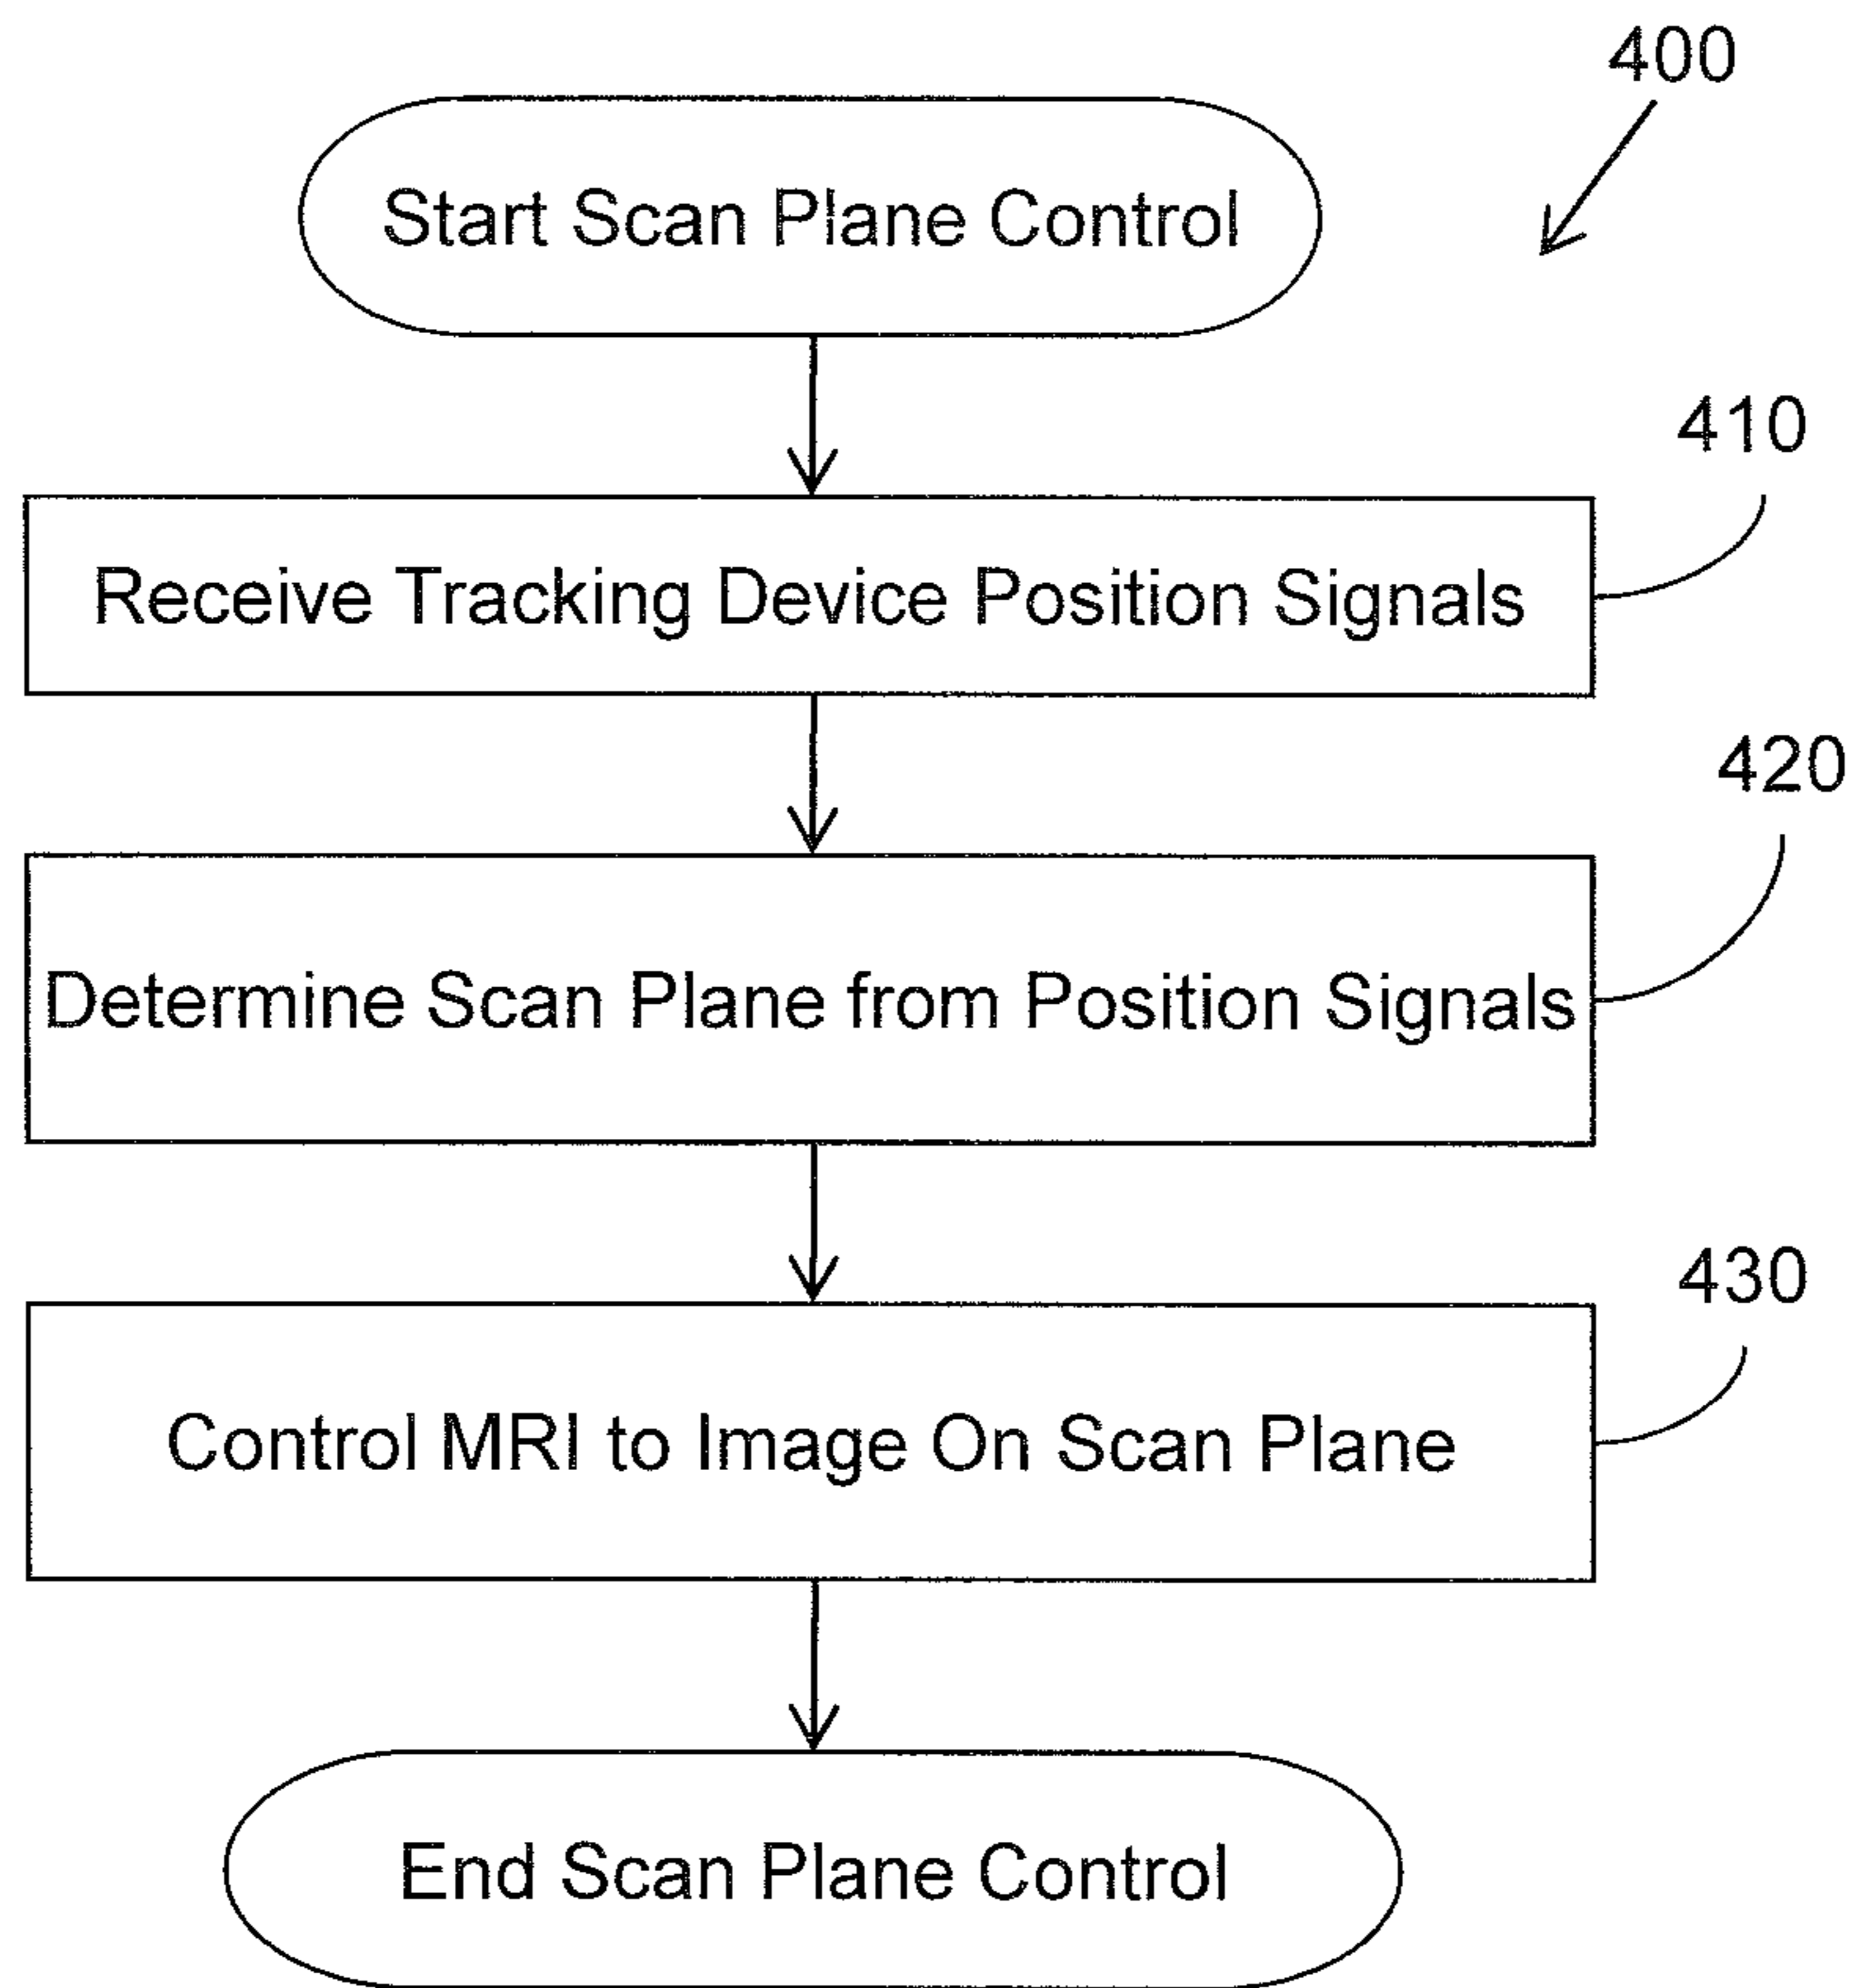 400
Start Scan Plane Control
410
Receive Tracking Device Position Signals
420
Determine Scan Plane from Position Signals
430
Control MRI to Image On Scan Plane
End Scan Plane Control